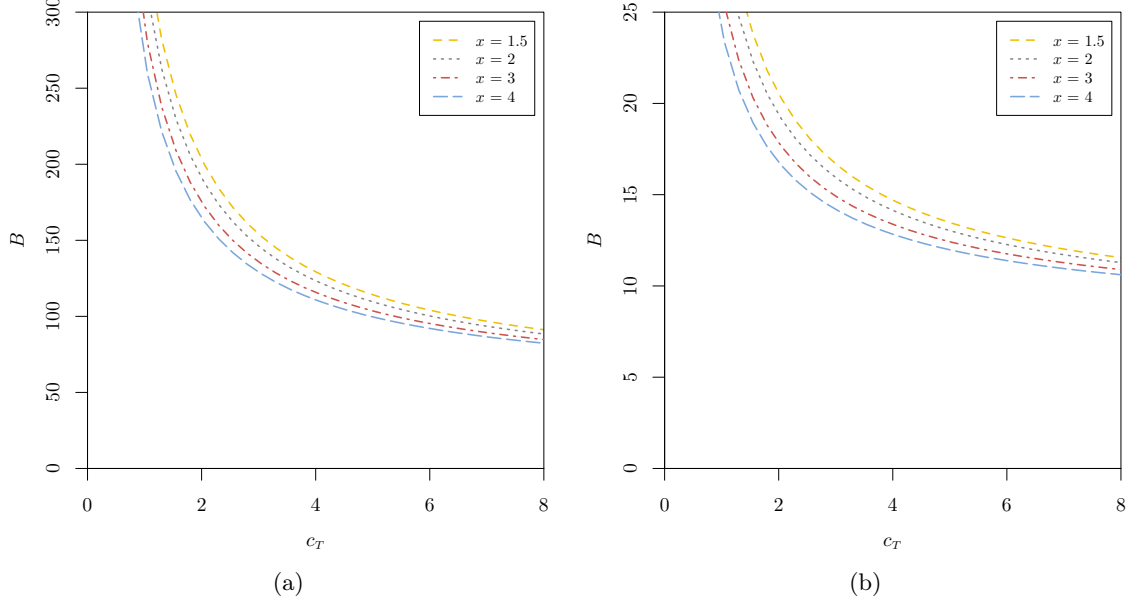 300
250
200
150
100
50
0
B
0 2 4 6 8
c_T
x = 1.5
x = 2
x = 3
x = 4
(a)
25
20
15
10
5
0
B
0 2 4 6 8
c_T
x = 1.5
x = 2
x = 3
x = 4
(b)